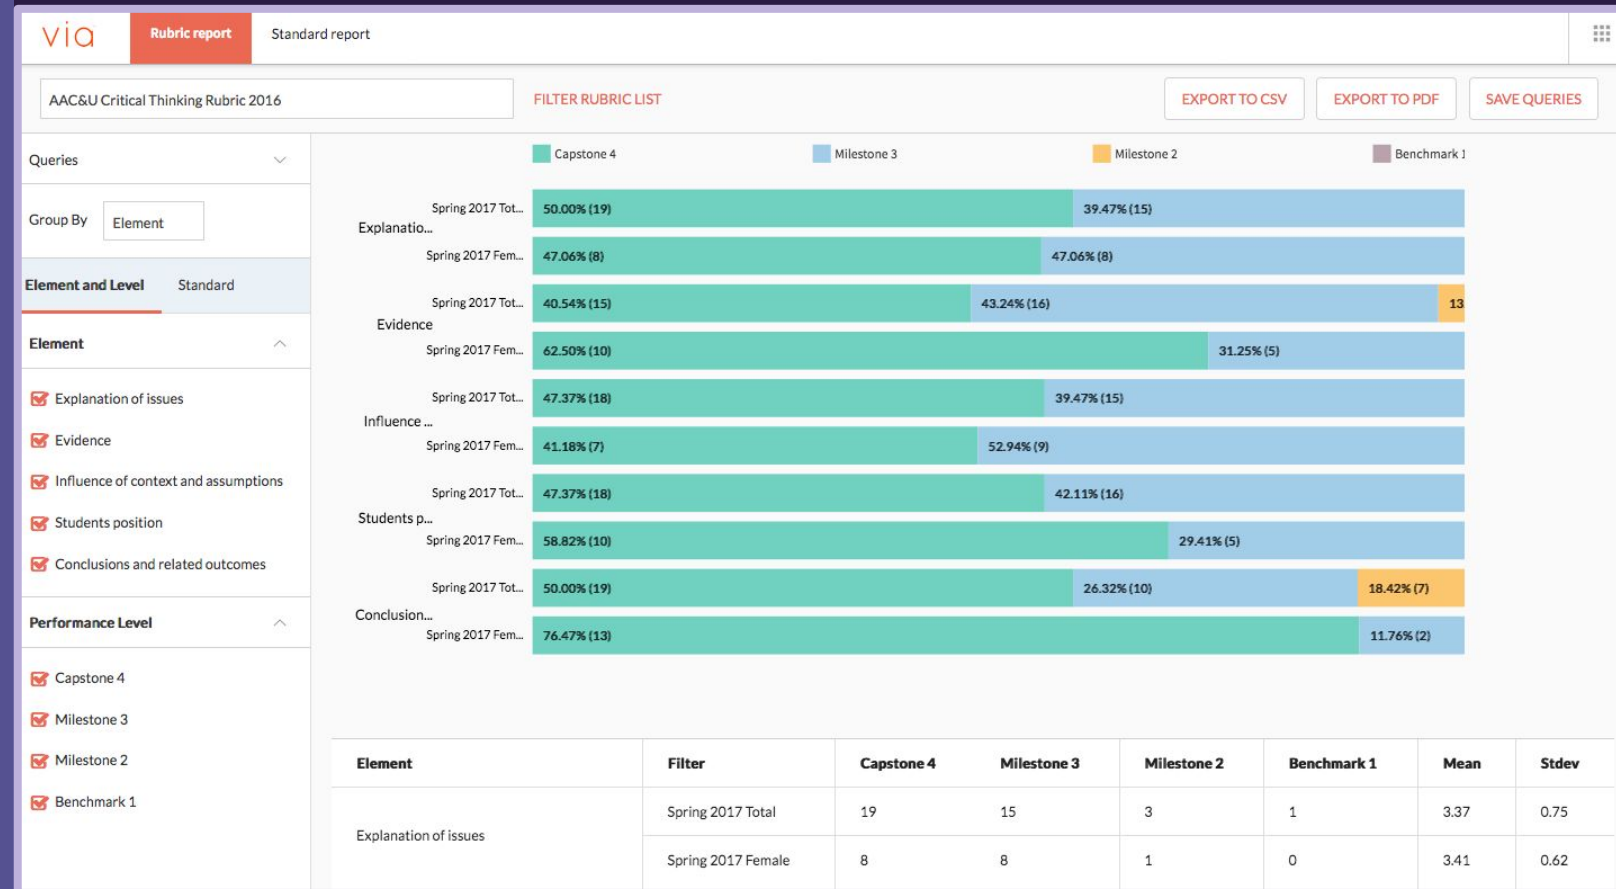 via
Rubric report
Standard report
AAC&U Critical Thinking Rubric 2016
FILTER RUBRIC LIST
EXPORT TO CSV
EXPORT TO PDF
SAVE QUERIES
Queries
Group By
Element
Element and Level
Standard
Element
Explanation of issues
Evidence
Influence of context and assumptions
Students position
Conclusions and related outcomes
Performance Level
Capstone 4
Milestone 3
Milestone 2
Benchmark 1
Capstone 4
Milestone 3
Milestone 2
Benchmark 1
Explanatio...
Spring 2017 Tot...
50.00% (19)
39.47% (15)
Spring 2017 Fem...
47.06% (8)
47.06% (8)
Evidence
Spring 2017 Tot...
40.54% (15)
43.24% (16)
13
Spring 2017 Fem...
62.50% (10)
31.25% (5)
Influence ...
Spring 2017 Tot...
47.37% (18)
39.47% (15)
Spring 2017 Fem...
41.18% (7)
52.94% (9)
Students p...
Spring 2017 Tot...
47.37% (18)
42.11% (16)
Spring 2017 Fem...
58.82% (10)
29.41% (5)
Conclusion...
Spring 2017 Tot...
50.00% (19)
26.32% (10)
18.42% (7)
Spring 2017 Fem...
76.47% (13)
11.76% (2)
Element Filter Capstone 4 Milestone 3 Milestone 2 Benchmark 1 Mean Stdev
Explanation of issues
Spring 2017 Total 19 15 3 1 3.37 0.75
Spring 2017 Female 8 8 1 0 3.41 0.62